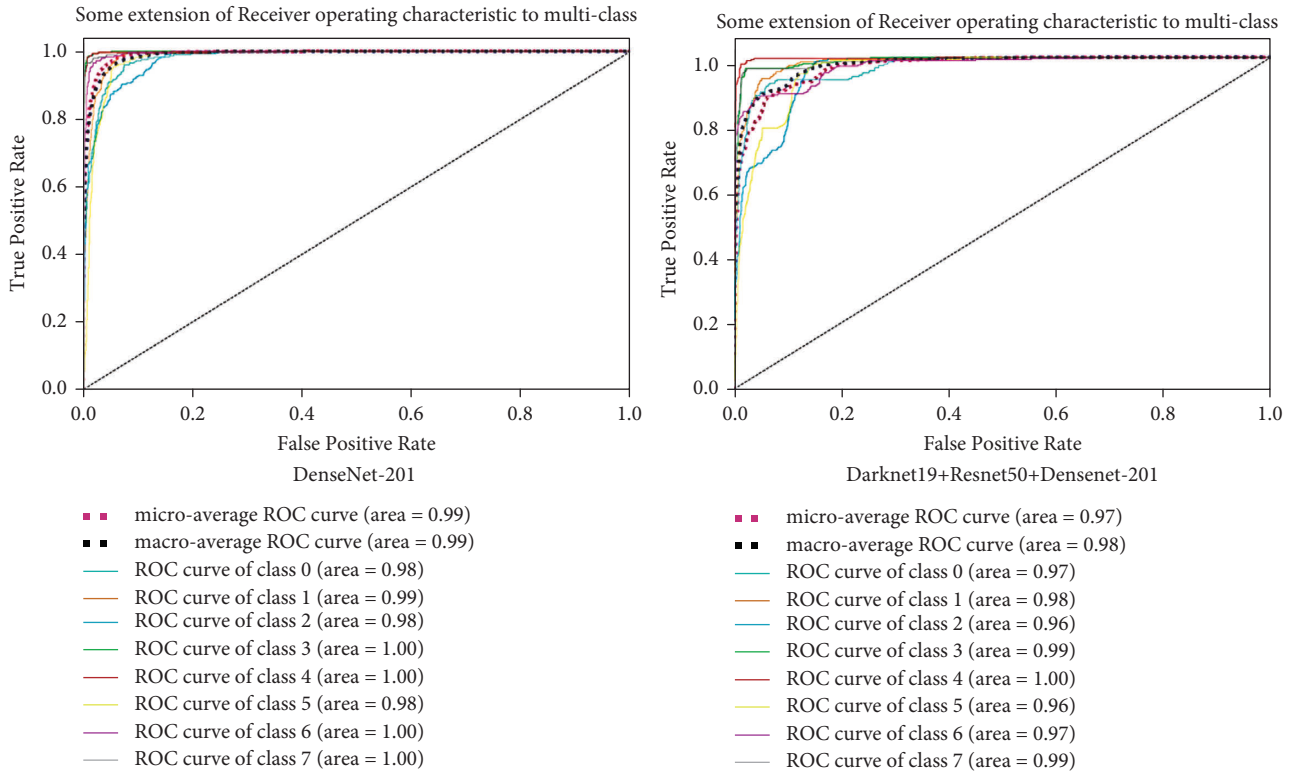 Some extension of Receiver operating characteristic to multi-class
1.0
0.8
0.6
0.4
0.2
0.0
True Positive Rate
0.0 0.2 0.4 0.6 0.8 1.0
False Positive Rate
DenseNet-201
micro-average ROC curve (area = 0.99)
macro-average ROC curve (area = 0.99)
ROC curve of class 0 (area = 0.98)
ROC curve of class 1 (area = 0.99)
ROC curve of class 2 (area = 0.98)
ROC curve of class 3 (area = 1.00)
ROC curve of class 4 (area = 1.00)
ROC curve of class 5 (area = 0.98)
ROC curve of class 6 (area = 1.00)
ROC curve of class 7 (area = 1.00)
Some extension of Receiver operating characteristic to multi-class
1.0
0.8
0.6
0.4
0.2
0.0
True Positive Rate
0.0 0.2 0.4 0.6 0.8 1.0
False Positive Rate
Darknet19+Resnet50+Densenet-201
micro-average ROC curve (area = 0.97)
macro-average ROC curve (area = 0.98)
ROC curve of class 0 (area = 0.97)
ROC curve of class 1 (area = 0.98)
ROC curve of class 2 (area = 0.96)
ROC curve of class 3 (area = 0.99)
ROC curve of class 4 (area = 1.00)
ROC curve of class 5 (area = 0.96)
ROC curve of class 6 (area = 0.97)
ROC curve of class 7 (area = 0.99)